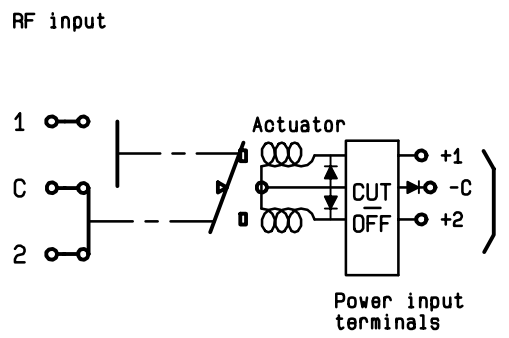 RF input
Actuator
1
+1
C
CUT
-C
OFF
+2
2
Power input
terminals